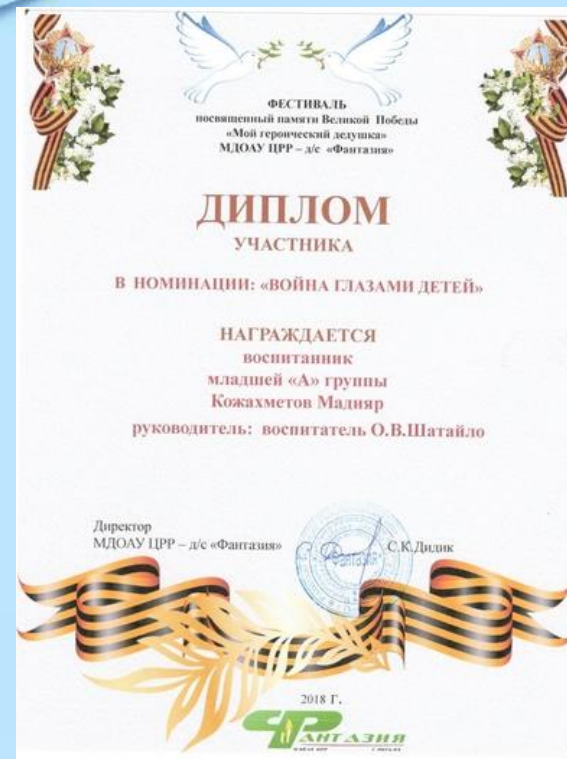 ФЕСТИВАЛЬ
посвященный памяти Великой Победы
«Мой героический дедушка»
МДОАУ ЦРР – д/с «Фантазия»
ДИПЛОМ
УЧАСТНИКА
В НОМИНАЦИИ: «ВОЙНА ГЛАЗАМИ ДЕТЕЙ»
НАГРАЖДАЕТСЯ
воспитанник
младшей «А» группы
Кожахметов Мадияр
руководитель: воспитатель О.В.Шатайло
Директор
МДОАУ ЦРР – д/с «Фантазия»
С.К.Дидик
Фантазия
2018 Г.
ФАНТАЗИЯ